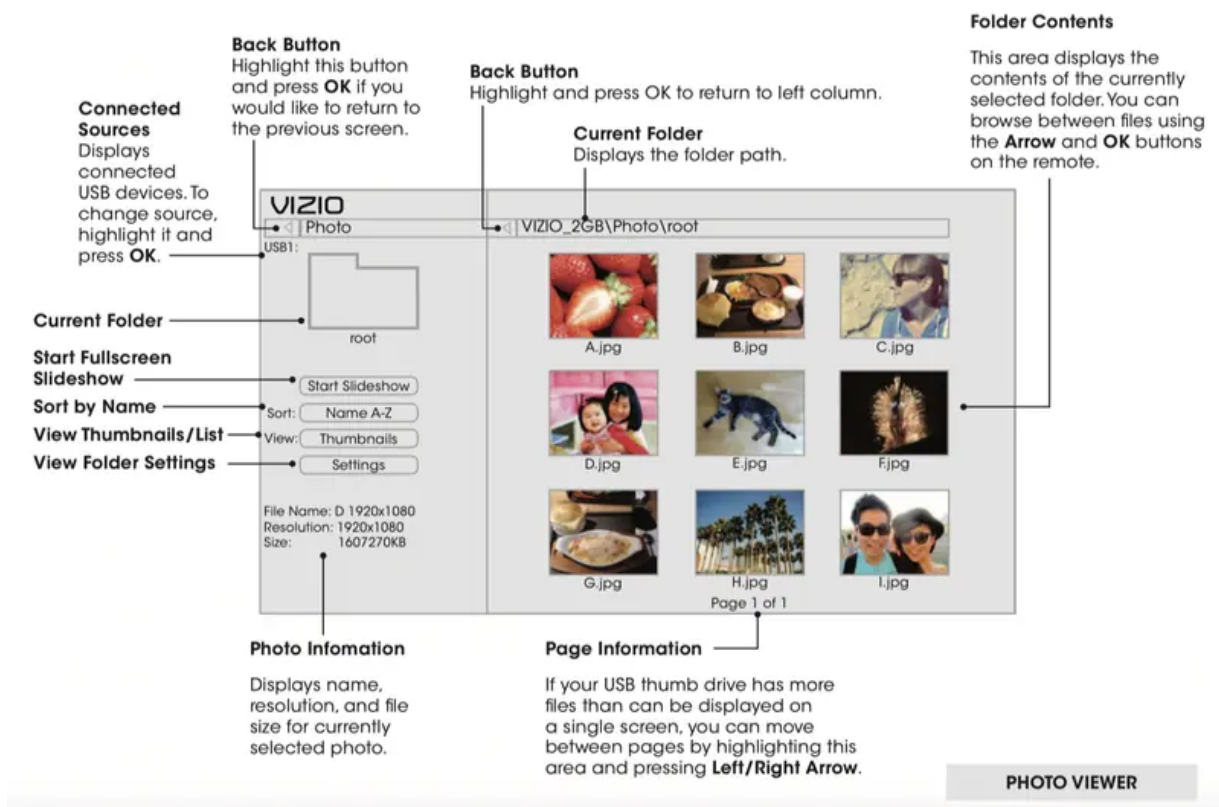 Folder Contents
This area displays the
contents of the currently
selected folder. You can
browse between files using
the Arrow and OK buttons
on the remote.
Back Button
Highlight this button
and press OK if you
would like to return to
the previous screen.
Back Button
Highlight and press OK to return to left column.
Current Folder
Displays the folder path.
Connected
Sources
Displays
connected
USB devices. To
change source,
highlight it and
press OK.
Current Folder
Start Fullscreen
Slideshow
Sort by Name
View Thumbnails/List
View Folder Settings
VIZIO
Photo
VIZIO_2GB\Photo\root
USB1:
root
Start Slideshow
Sort: Name A-Z
View: Thumbnails
Settings
File Name: D 1920x1080
Resolution: 1920x1080
Size: 1607270KB
A.jpg
B.jpg
C.jpg
D.jpg
E.jpg
F.jpg
G.jpg
H.jpg
I.jpg
Page 1 of 1
Photo Infomation
Displays name,
resolution, and file
size for currently
selected photo.
Page Information
If your USB thumb drive has more
files than can be displayed on
a single screen, you can move
between pages by highlighting this
area and pressing Left/Right Arrow.
PHOTO VIEWER